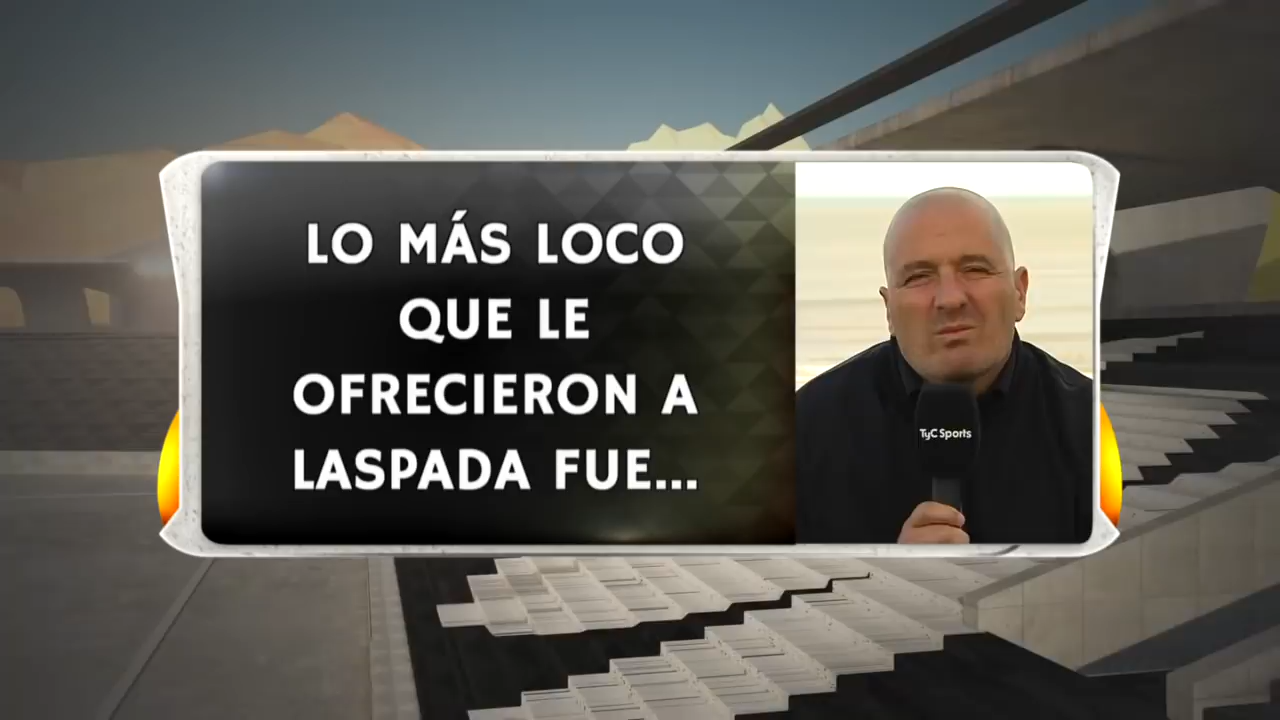 LO MÁS LOCO
QUE LE
OFRECIERON A
LASPADA FUE...
TyC Sports